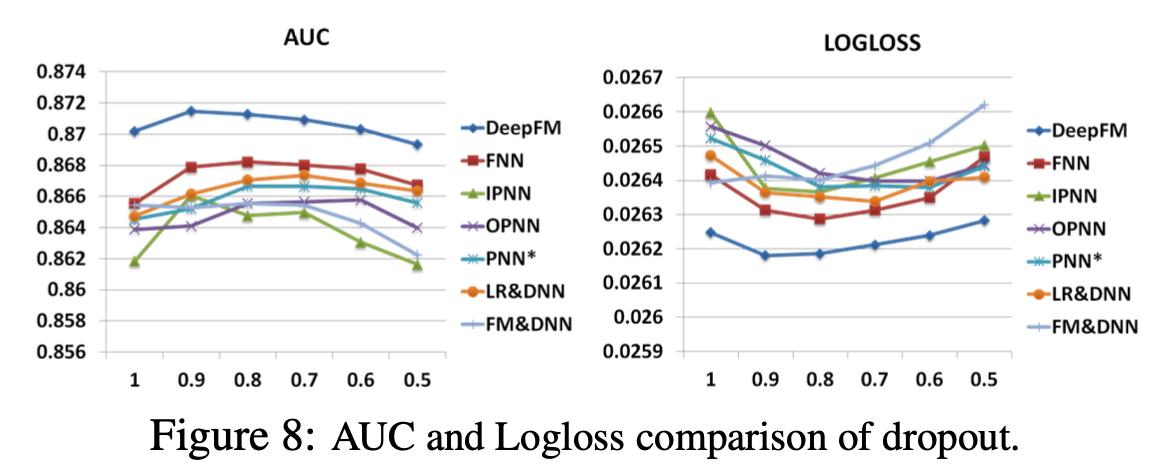 AUC
0.874
0.872
0.87
0.868
0.866
0.864
0.862
0.86
0.858
0.856
1 0.9 0.8 0.7 0.6 0.5
DeepFM
FNN
IPNN
OPNN
PNN*
LR&DNN
FM&DNN
LOGLOSS
0.0267
0.0266
0.0265
0.0264
0.0263
0.0262
0.0261
0.026
0.0259
1 0.9 0.8 0.7 0.6 0.5
DeepFM
FNN
IPNN
OPNN
PNN*
LR&DNN
FM&DNN
Figure 8: AUC and Logloss comparison of dropout.